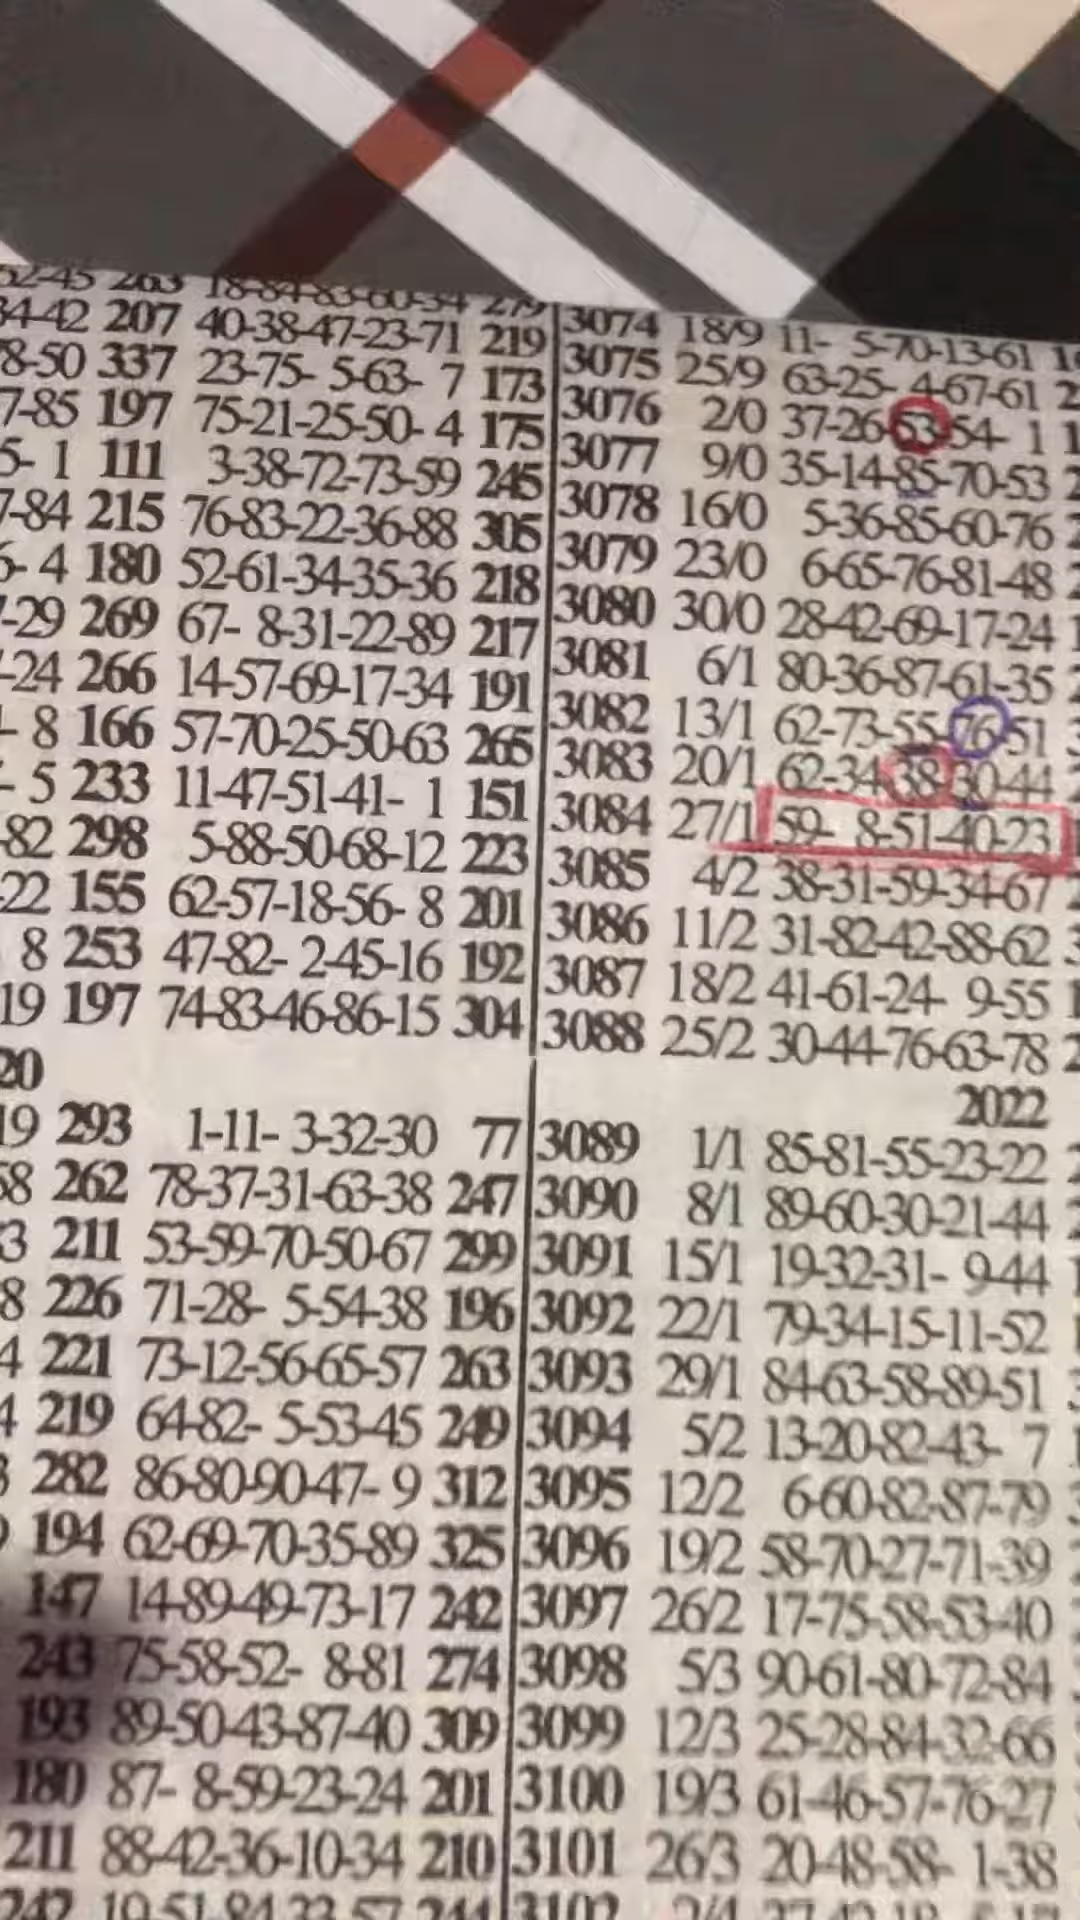 52-45 263 18-84-83-60-34 279
34-42 207 40-38-47-23-71 219 3074 18/9 11- 5-70-13-61
78-50 337 23-75- 5-63- 7 173 3075 25/9 63-25- 4-67-61
7-85 197 75-21-25-50- 4 175 3076 2/0 37-26-53-54- 1
5- 1 111 3-38-72-73-59 245 3077 9/0 35-14-85-70-53
7-84 215 76-83-22-36-88 305 3078 16/0 5-36-85-60-76
6- 4 180 52-61-34-35-36 218 3079 23/0 6-65-76-81-48
7-29 269 67- 8-31-22-89 217 3080 30/0 28-42-69-17-24
-24 266 14-57-69-17-34 191 3081 6/1 80-36-87-61-35
- 8 166 57-70-25-50-63 265 3082 13/1 62-73-55-76-51
- 5 233 11-47-51-41- 1 151 3083 20/1 62-34-38-30-44
-82 298 5-88-50-68-12 223 3084 27/1 59- 8-51-40-23
-22 155 62-57-18-56- 8 201 3085 4/2 38-31-59-34-67
8 253 47-82- 2-45-16 192 3086 11/2 31-82-42-88-62
19 197 74-83-46-86-15 304 3087 18/2 41-61-24- 9-55
3088 25/2 30-44-76-63-78
20 2022
19 293 1-11- 3-32-30 77 3089 1/1 85-81-55-23-22
58 262 78-37-31-63-38 247 3090 8/1 89-60-30-21-44
3 211 53-59-70-50-67 299 3091 15/1 19-32-31- 9-44
8 226 71-28- 5-54-38 196 3092 22/1 79-34-15-11-52
4 221 73-12-56-65-57 263 3093 29/1 84-63-58-89-51
4 219 64-82- 5-53-45 249 3094 5/2 13-20-82-43- 7
282 86-80-90-47- 9 312 3095 12/2 6-60-82-87-79
194 62-69-70-35-89 325 3096 19/2 58-70-27-71-39
147 14-89-49-73-17 242 3097 26/2 17-75-58-53-40
243 75-58-52- 8-81 274 3098 5/3 90-61-80-72-84
193 89-50-43-87-40 309 3099 12/3 25-28-84-32-66
180 87- 8-59-23-24 201 3100 19/3 61-46-57-76-27
211 88-42-36-10-34 210 3101 26/3 20-48-58- 1-38
242 19-51-84-33-57 244 3102 2/4